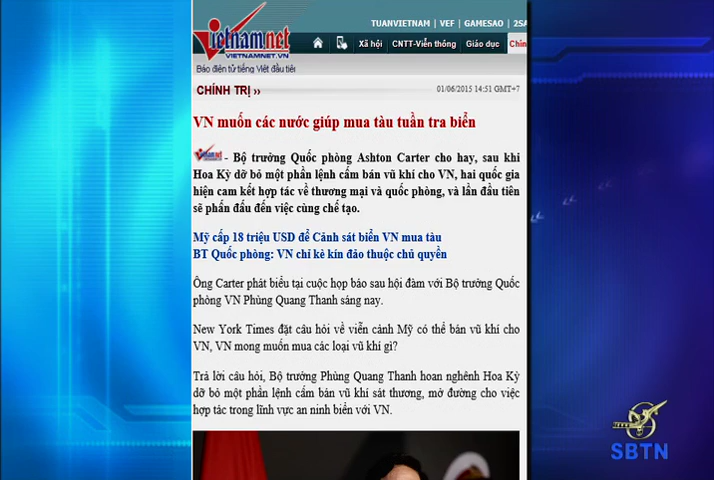 TUANVIETNAM | VEF | GAMESAO | 2SA
Vietnam.net
VIETNAMNET.VN
Xã hội CNTT-Viễn thông Giáo dục Chín
Báo điện tử tiếng Việt đầu tiê
CHÍNH TRỊ ››
01/06/2015 14:51 GMT+7
VN muốn các nước giúp mua tàu tuần tra biển
- Bộ trưởng Quốc phòng Ashton Carter cho hay, sau khi
Hoa Kỳ dỡ bỏ một phần lệnh cấm bán vũ khí cho VN, hai quốc gia
hiện cam kết hợp tác về thương mại và quốc phòng, và lần đầu tiên
sẽ phấn đấu đến việc cùng chế tạo.
Mỹ cấp 18 triệu USD để Cảnh sát biển VN mua tàu
BT Quốc phòng: VN chỉ kè kín đảo thuộc chủ quyền
Ông Carter phát biểu tại cuộc họp báo sau hội đàm với Bộ trưởng Quốc
phòng VN Phùng Quang Thanh sáng nay.
New York Times đặt câu hỏi về viễn cảnh Mỹ có thể bán vũ khí cho
VN, VN mong muốn mua các loại vũ khí gì?
Trả lời câu hỏi, Bộ trưởng Phùng Quang Thanh hoan nghênh Hoa Kỳ
dỡ bỏ một phần lệnh cấm bán vũ khí sát thương, mở đường cho việc
hợp tác trong lĩnh vực an ninh biển với VN.
SBTN